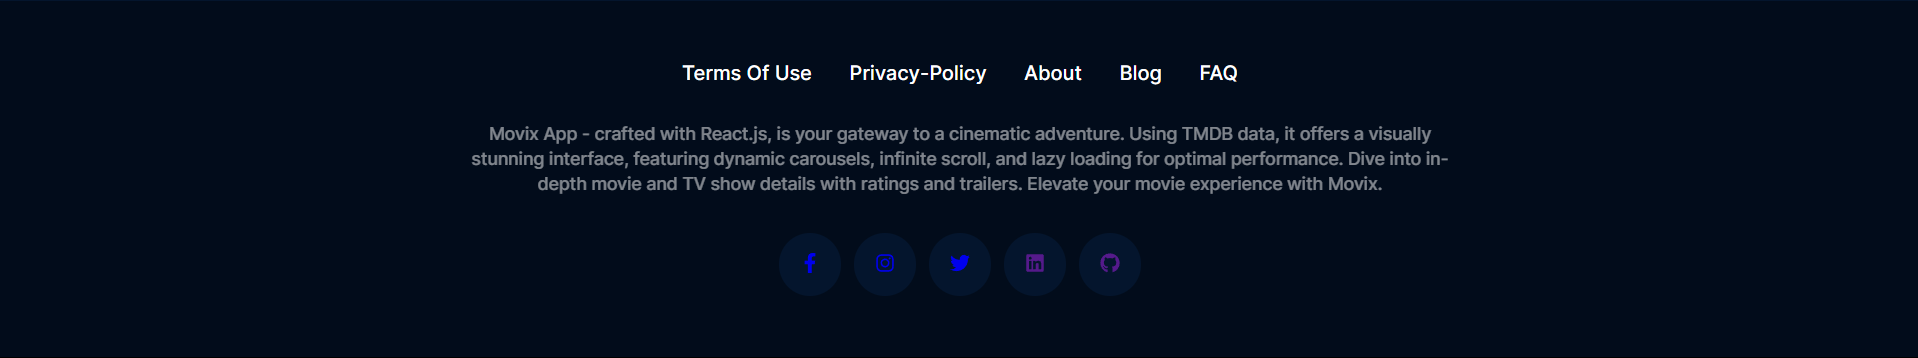 Terms Of Use Privacy-Policy About Blog FAQ
Movix App - crafted with React.js, is your gateway to a cinematic adventure. Using TMDB data, it offers a visually
stunning interface, featuring dynamic carousels, infinite scroll, and lazy loading for optimal performance. Dive into in-
depth movie and TV show details with ratings and trailers. Elevate your movie experience with Movix.